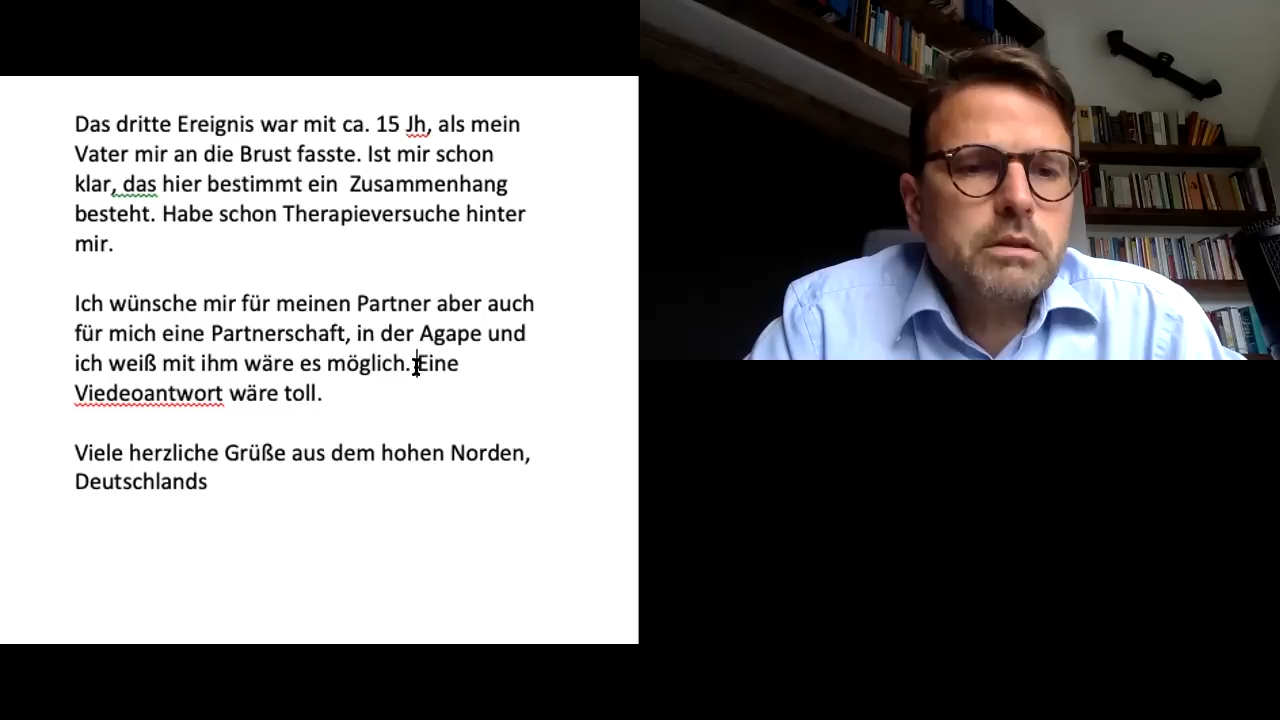 Das dritte Ereignis war mit ca. 15 Jh, als mein
Vater mir an die Brust fasste. Ist mir schon
klar, das hier bestimmt ein  Zusammenhang
besteht. Habe schon Therapieversuche hinter
mir.
Ich wünsche mir für meinen Partner aber auch
für mich eine Partnerschaft, in der Agape und
ich weiß mit ihm wäre es möglich. Eine
Viedeoantwort wäre toll.
Viele herzliche Grüße aus dem hohen Norden,
Deutschlands